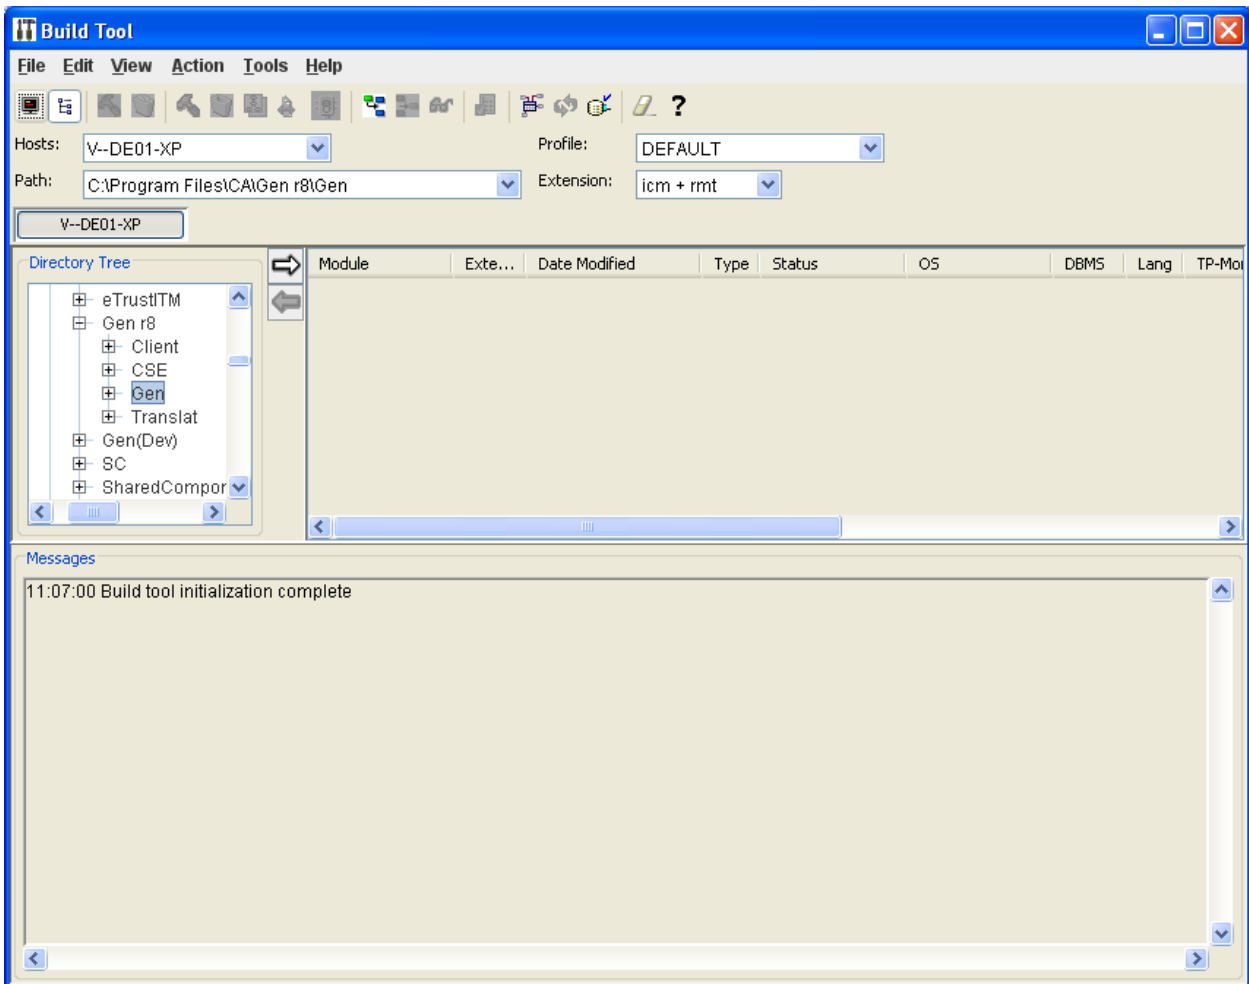 Build Tool
File Edit View Action Tools Help
Hosts: V--DE01-XP Profile: DEFAULT
Path: C:\Program Files\CA\Gen r8\Gen Extension: icm + rmt
V--DE01-XP
Directory Tree
Module Exte... Date Modified Type Status OS DBMS Lang TP-Mor
eTrustITM
Gen r8
Client
CSE
Gen
Translat
Gen(Dev)
SC
SharedCompor
Messages
11:07:00 Build tool initialization complete